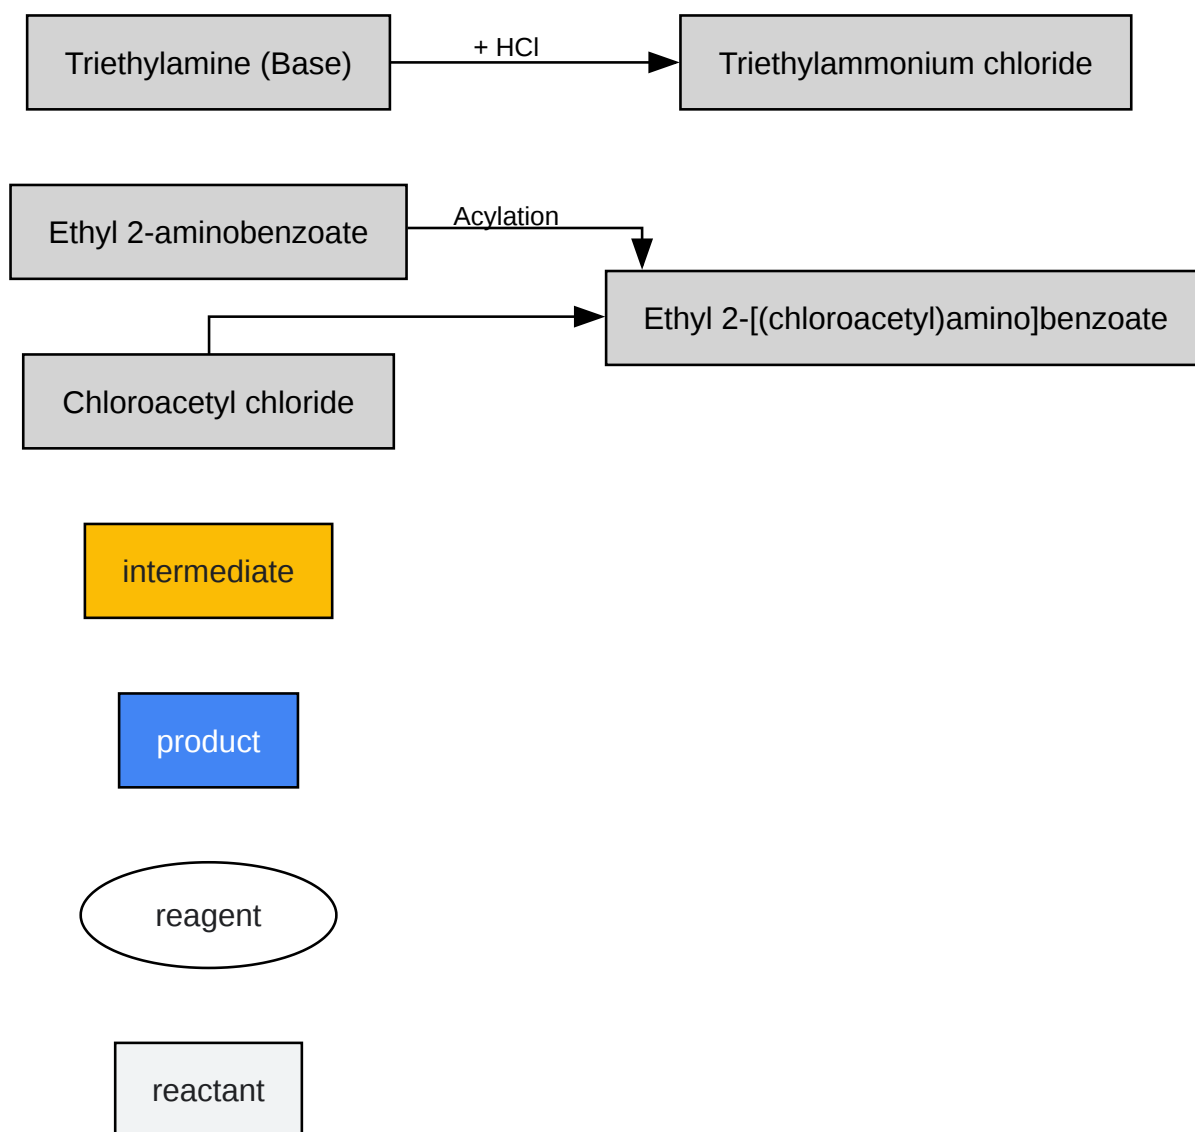 Triethylamine (Base)
+ HCl
Triethylammonium chloride
Ethyl 2-aminobenzoate
Acylation
Ethyl 2-[(chloroacetyl)amino]benzoate
Chloroacetyl chloride
intermediate
product
reagent
reactant